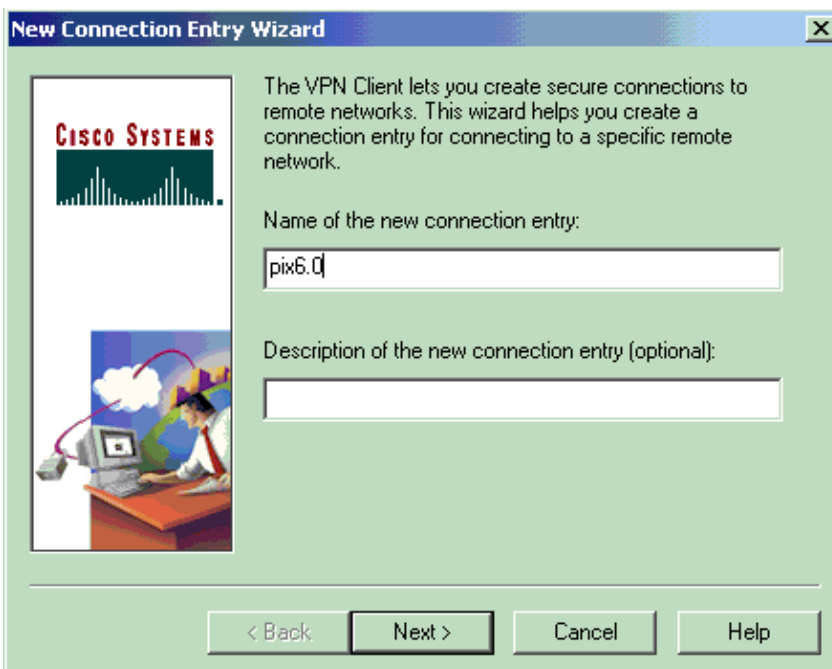 New Connection Entry Wizard
CISCO SYSTEMS
The VPN Client lets you create secure connections to
remote networks. This wizard helps you create a
connection entry for connecting to a specific remote
network.
Name of the new connection entry:
pix6.0
Description of the new connection entry (optional):
< Back
Next >
Cancel
Help